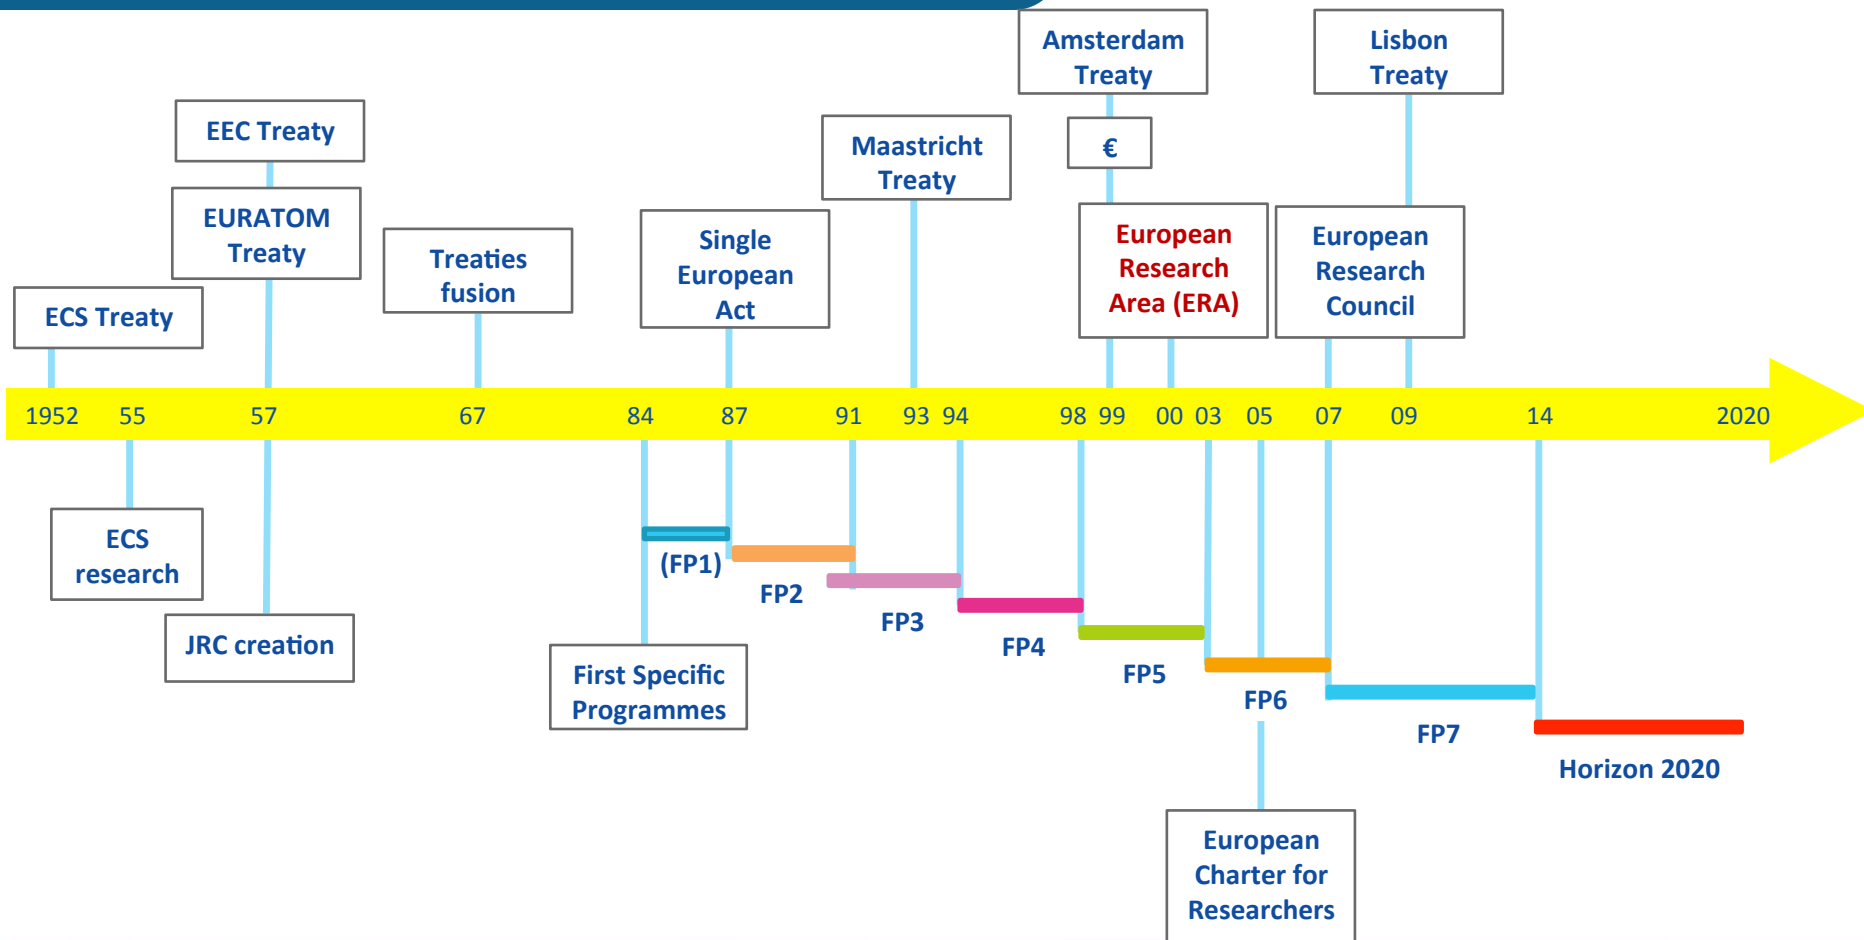 Amsterdam
Treaty
Lisbon
Treaty
EEC Treaty
€
Maastricht
Treaty
EURATOM
Treaty
Single
European
Act
European
Research
Area (ERA)
European
Research
Council
Treaties
fusion
ECS Treaty
1952 55 57 67 84 87 91 93 94 98 99 00 03 05 07 09 14 2020
ECS
research
JRC creation
First Specific
Programmes
(FP1)
FP2
FP3
FP4
FP5
FP6
FP7
Horizon 2020
European
Charter for
Researchers